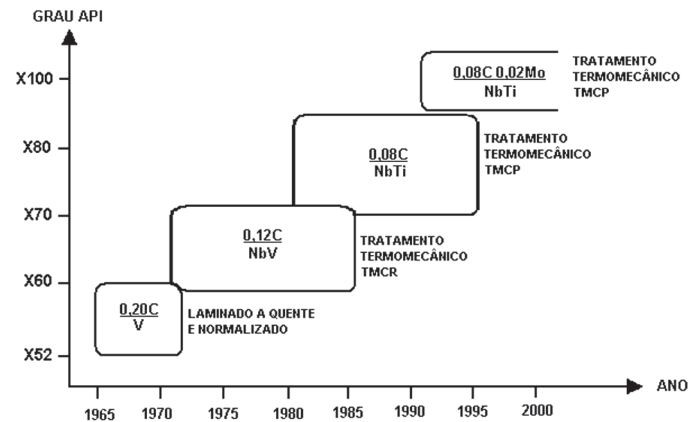 GRAU API
X100
0,08C 0,02Mo
NbTi
TRATAMENTO
TERMOMECÂNICO
TMCP
X80
0,08C
NbTi
TRATAMENTO
TERMOMECÂNICO
TMCP
X70
0,12C
NbV
TRATAMENTO
TERMOMECÂNICO
TMCR
X60
0,20C
V
LAMINADO A QUENTE
E NORMALIZADO
X52
ANO
1965 1970 1975 1980 1985 1990 1995 2000